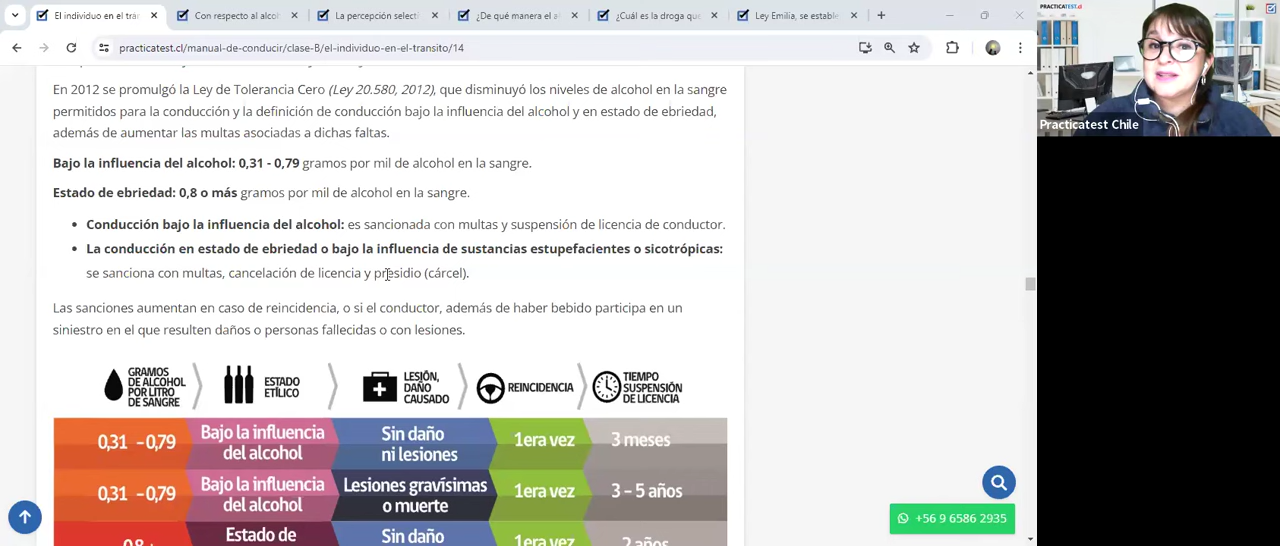 El individuo en el trá
Con respecto al alcol
La percepción selecti
¿De qué manera el a
¿Cuál es la droga que
Ley Emilia, se estable
practicatest.cl/manual-de-conducir/clase-B/el-individuo-en-el-transito/14
PRACTICATEST.cl
Practicatest Chile
En 2012 se promulgó la Ley de Tolerancia Cero (Ley 20.580, 2012), que disminuyó los niveles de alcohol en la sangre
permitidos para la conducción y la definición de conducción bajo la influencia del alcohol y en estado de ebriedad,
además de aumentar las multas asociadas a dichas faltas.
Bajo la influencia del alcohol: 0,31 - 0,79 gramos por mil de alcohol en la sangre.
Estado de ebriedad: 0,8 o más gramos por mil de alcohol en la sangre.
• Conducción bajo la influencia del alcohol: es sancionada con multas y suspensión de licencia de conductor.
• La conducción en estado de ebriedad o bajo la influencia de sustancias estupefacientes o sicotrópicas:
se sanciona con multas, cancelación de licencia y presidio (cárcel).
Las sanciones aumentan en caso de reincidencia, o si el conductor, además de haber bebido participa en un
siniestro en el que resulten daños o personas fallecidas o con lesiones.
GRAMOS
DE ALCOHOL
POR LITRO
DE SANGRE
ESTADO
ETÍLICO
LESIÓN,
DAÑO
CAUSADO
REINCIDENCIA
TIEMPO
SUSPENSIÓN
DE LICENCIA
0,31 – 0,79
Bajo la influencia
del alcohol
Sin daño
ni lesiones
1era vez
3 meses
0,31 – 0,79
Bajo la influencia
del alcohol
Lesiones gravísimas
o muerte
1era vez
3 – 5 años
Estado de
Sin daño
1era vez
2 años
+56 9 6586 2935